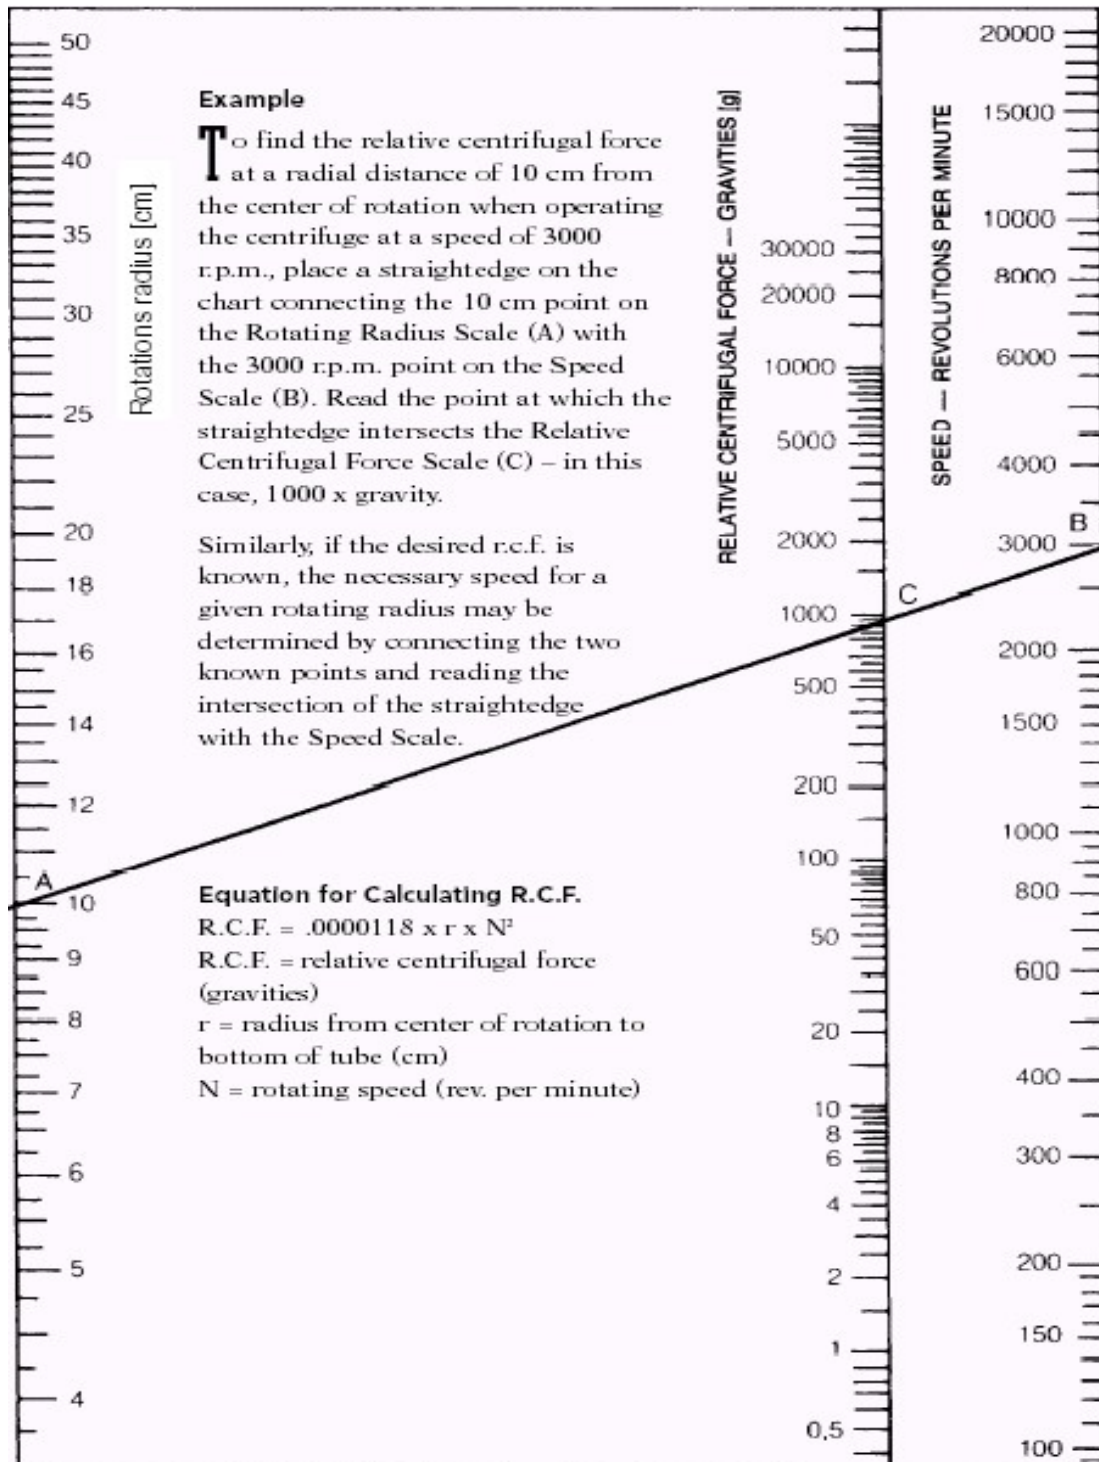 50
45
40
35
30
25
20
18
16
14
12
A
10
9
8
7
6
5
4
Rotations radius [cm]
Example
To find the relative centrifugal force
at a radial distance of 10 cm from
the center of rotation when operating
the centrifuge at a speed of 3000
r.p.m., place a straightedge on the
chart connecting the 10 cm point on
the Rotating Radius Scale (A) with
the 3000 r.p.m. point on the Speed
Scale (B). Read the point at which the
straightedge intersects the Relative
Centrifugal Force Scale (C) – in this
case, 1000 x gravity.
Similarly, if the desired r.c.f. is
known, the necessary speed for a
given rotating radius may be
determined by connecting the two
known points and reading the
intersection of the straightedge
with the Speed Scale.
Equation for Calculating R.C.F.
R.C.F. = .0000118 x r x N²
R.C.F. = relative centrifugal force
(gravities)
r = radius from center of rotation to
bottom of tube (cm)
N = rotating speed (rev. per minute)
RELATIVE CENTRIFUGAL FORCE — GRAVITIES [g]
30000
20000
10000
5000
2000
1000
C
500
200
100
50
20
10
8
6
4
2
1
0,5
SPEED — REVOLUTIONS PER MINUTE
20000
15000
10000
8000
6000
4000
B
3000
2000
1500
1000
800
600
400
300
200
150
100